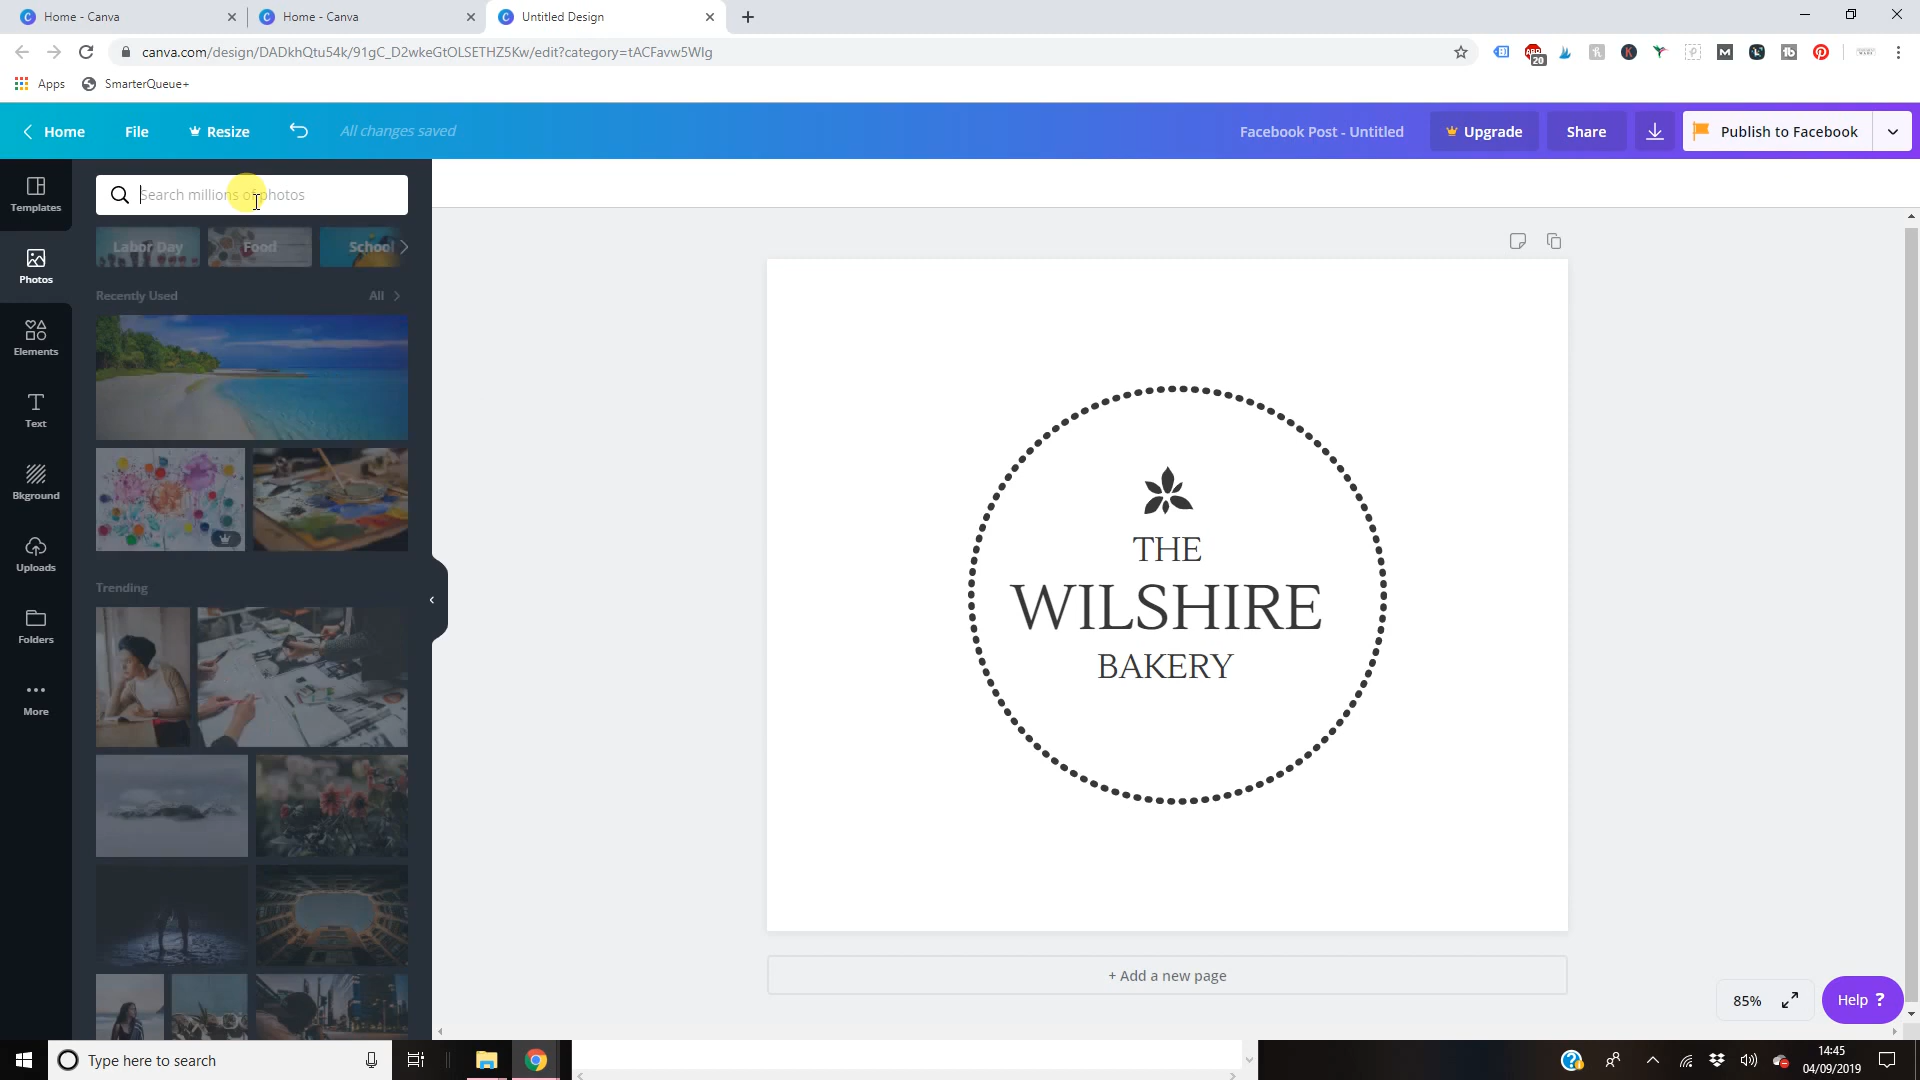 Home - Canva
Home - Canva
Untitled Design
canva.com/design/DADkhQtu54k/91gC_D2wkeGtOLSETHZ5Kw/edit?category=tACFavw5WIg
ABP
20
Apps
SmarterQueue+
Home
File
Resize
All changes saved
Facebook Post - Untitled
Upgrade
Share
Publish to Facebook
Templates
Search millions of photos
Labor Day
Food
School
Photos
Recently Used
All
Elements
Text
Bkground
Uploads
Trending
Folders
More
THE
WILSHIRE
BAKERY
+ Add a new page
85%
Help ?
Type here to search
14:45
04/09/2019